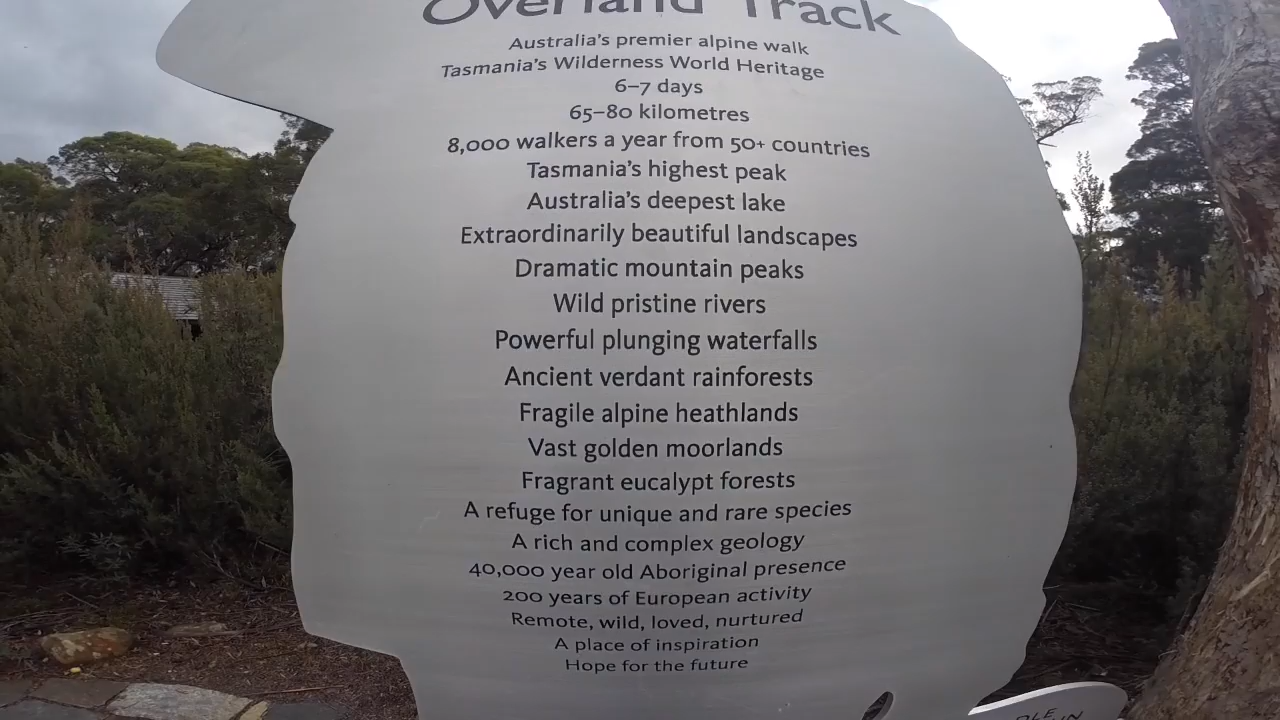 Overland Track
Australia's premier alpine walk
Tasmania's Wilderness World Heritage
6–7 days
65–80 kilometres
8,000 walkers a year from 50+ countries
Tasmania's highest peak
Australia's deepest lake
Extraordinarily beautiful landscapes
Dramatic mountain peaks
Wild pristine rivers
Powerful plunging waterfalls
Ancient verdant rainforests
Fragile alpine heathlands
Vast golden moorlands
Fragrant eucalypt forests
A refuge for unique and rare species
A rich and complex geology
40,000 year old Aboriginal presence
200 years of European activity
Remote, wild, loved, nurtured
A place of inspiration
Hope for the future